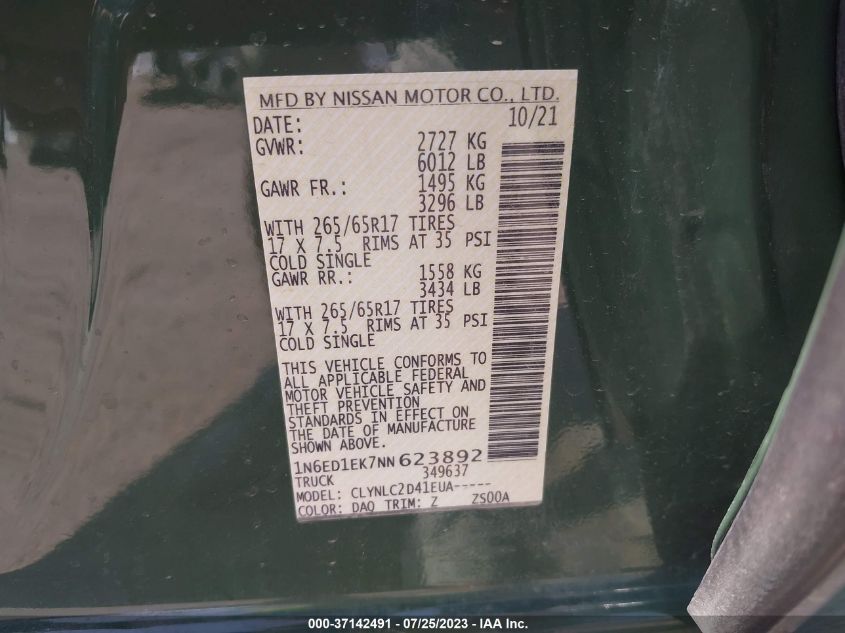 MFD BY NISSAN MOTOR CO., LTD.
DATE: 10/21
GVWR: 2727 KG
6012 LB
GAWR FR.: 1495 KG
3296 LB
WITH 265/65R17 TIRES
17 X 7.5 RIMS AT 35 PSI
COLD SINGLE
GAWR RR.: 1558 KG
3434 LB
WITH 265/65R17 TIRES
17 X 7.5 RIMS AT 35 PSI
COLD SINGLE
THIS VEHICLE CONFORMS TO
ALL APPLICABLE FEDERAL
MOTOR VEHICLE SAFETY AND
THEFT PREVENTION
STANDARDS IN EFFECT ON
THE DATE OF MANUFACTURE
SHOWN ABOVE.
1N6ED1EK7NN623892
TRUCK 349637
MODEL: CLYNLC2D41EUA-----
COLOR: DAQ TRIM: Z ZS00A
000-37142491 - 07/25/2023 - IAA Inc.